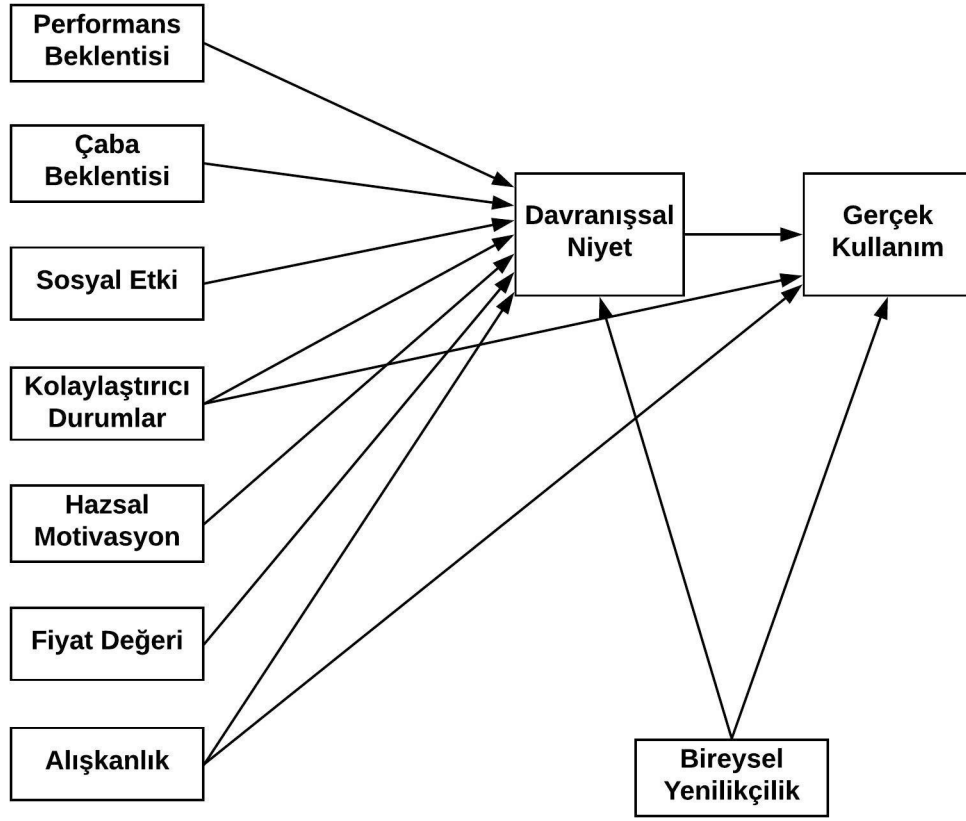 Performans
Beklentisi
Çaba
Beklentisi
Sosyal Etki
Kolaylaştırıcı
Durumlar
Hazsal
Motivasyon
Fiyat Değeri
Alışkanlık
Davranışsal
Niyet
Gerçek
Kullanım
Bireysel
Yenilikçilik